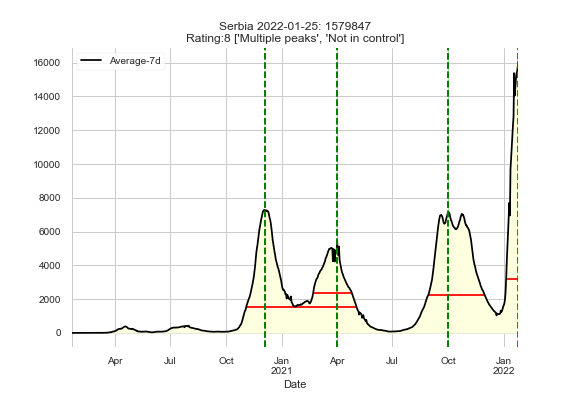 Serbia 2022-01-25: 1579847
Rating:8 ['Multiple peaks', 'Not in control']
Average-7d
16000
14000
12000
10000
8000
6000
4000
2000
0
Apr
Jul
Oct
Jan
2021
Apr
Jul
Oct
Jan
2022
Date